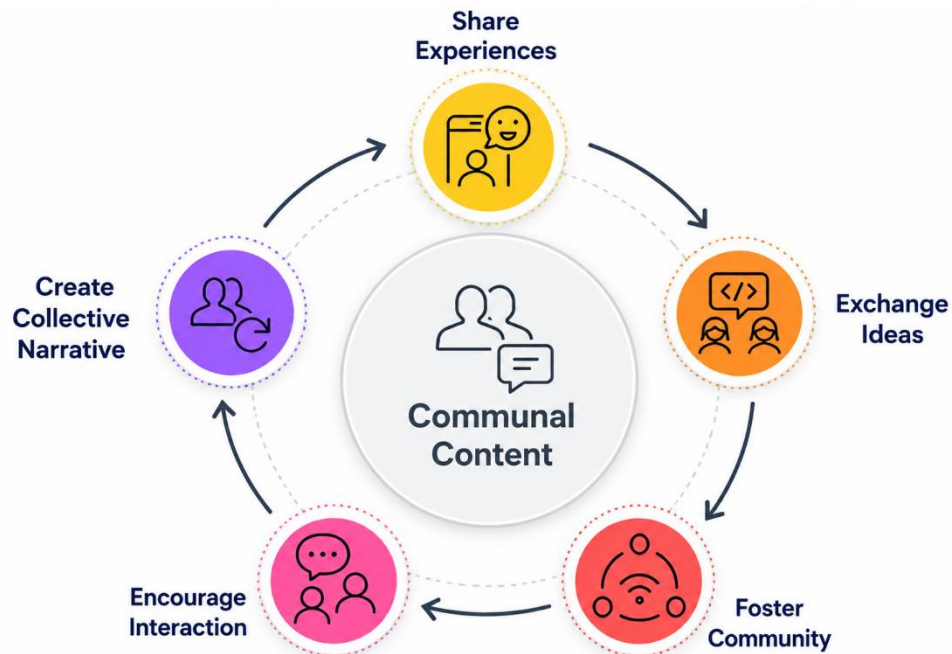 Share
Experiences
</>
Exchange
Ideas
Create
Collective
Narrative
Communal
Content
Encourage
Interaction
Foster
Community